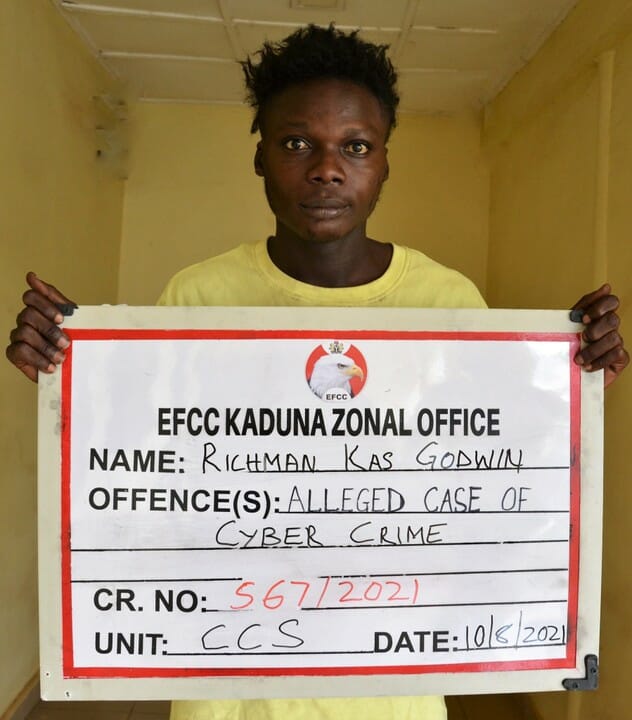 EFCC
EFCC KADUNA ZONAL OFFICE
NAME: RICHMAN KAS GODWIN
OFFENCE(S): ALLEGED CASE OF
CYBER CRIME
CR. NO: 567/2021
UNIT: CCS DATE: 10/8/2021